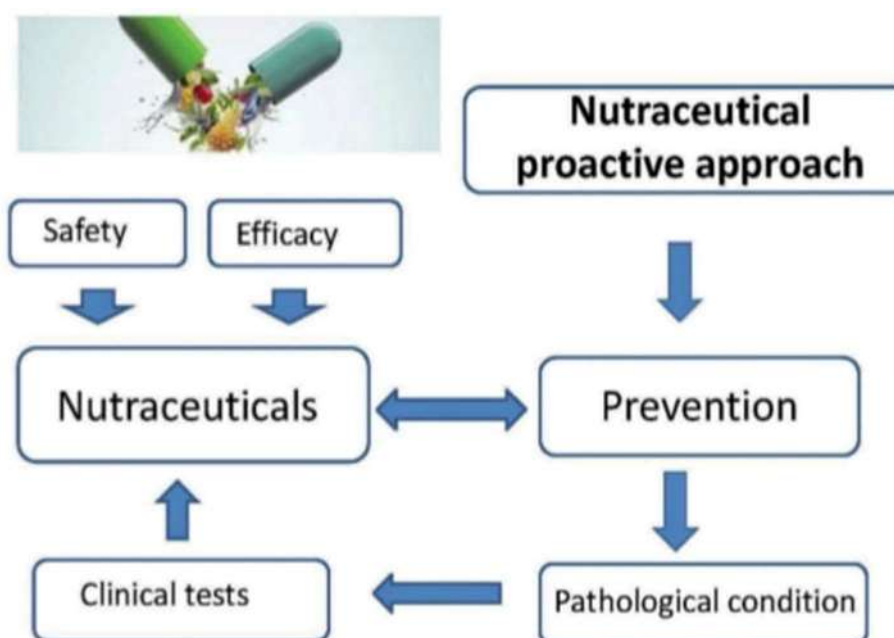 Nutraceutical
proactive approach
Safety
Efficacy
Nutraceuticals
Prevention
Clinical tests
Pathological condition